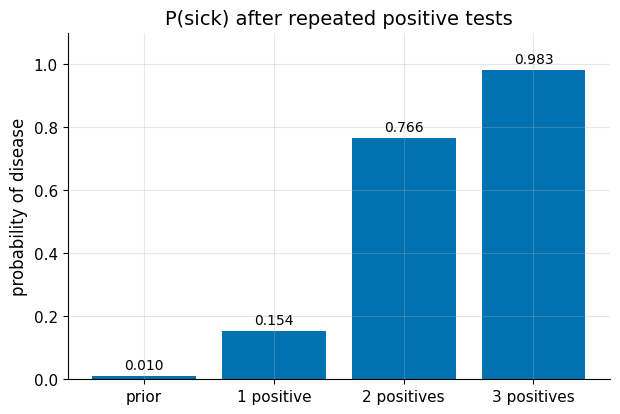 P(sick) after repeated positive tests
probability of disease
1.0
0.8
0.6
0.4
0.2
0.0
0.010
0.154
0.766
0.983
prior
1 positive
2 positives
3 positives